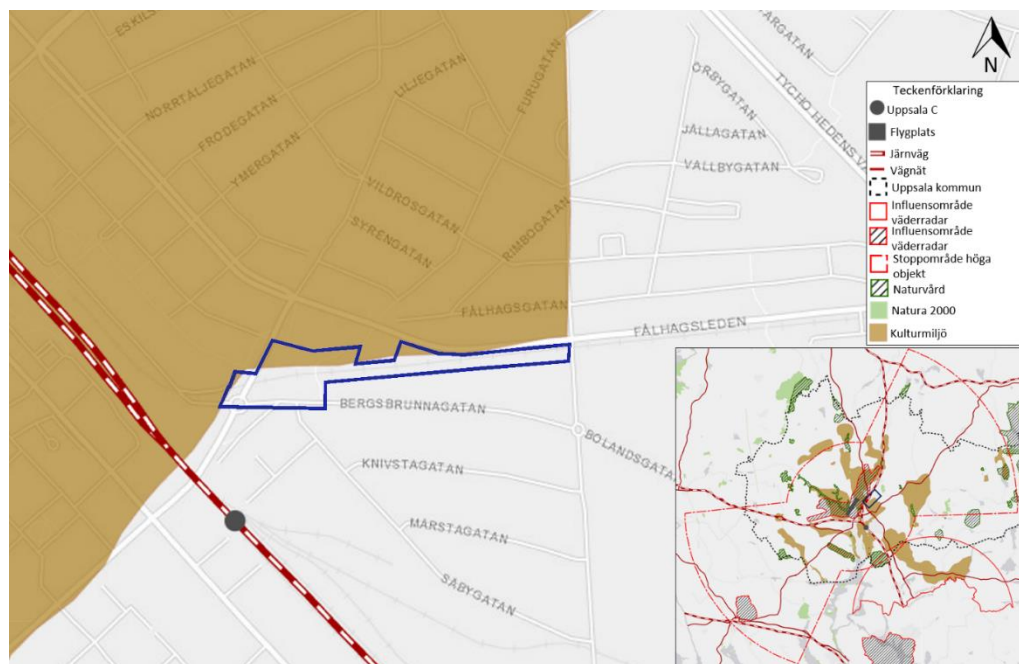 ESKILS
NORRTÄLJEGATAN
FRODEGATAN
YMERGATAN
LILJEGATAN
FURUGATAN
VILDROSGATAN
SYRENGATAN
RIMBOGATAN
ÖRBYGATAN
JÄLLAGATAN
VALLBYGATAN
TYCHO HEDENS V
FÅLHAGSGATAN
FÅLHAGSLEDEN
BERGSBRUNNAGATAN
BOLANDSGATA
KNIVSTAGATAN
MÄRSTAGATAN
SÄBYGATAN
N
Teckenförklaring
Uppsala C
Flygplats
Järnväg
Vägnät
Uppsala kommun
Influensområde
väderradar
Influensområde
väderradar
Stoppområde höga
objekt
Naturvård
Natura 2000
Kulturmiljö